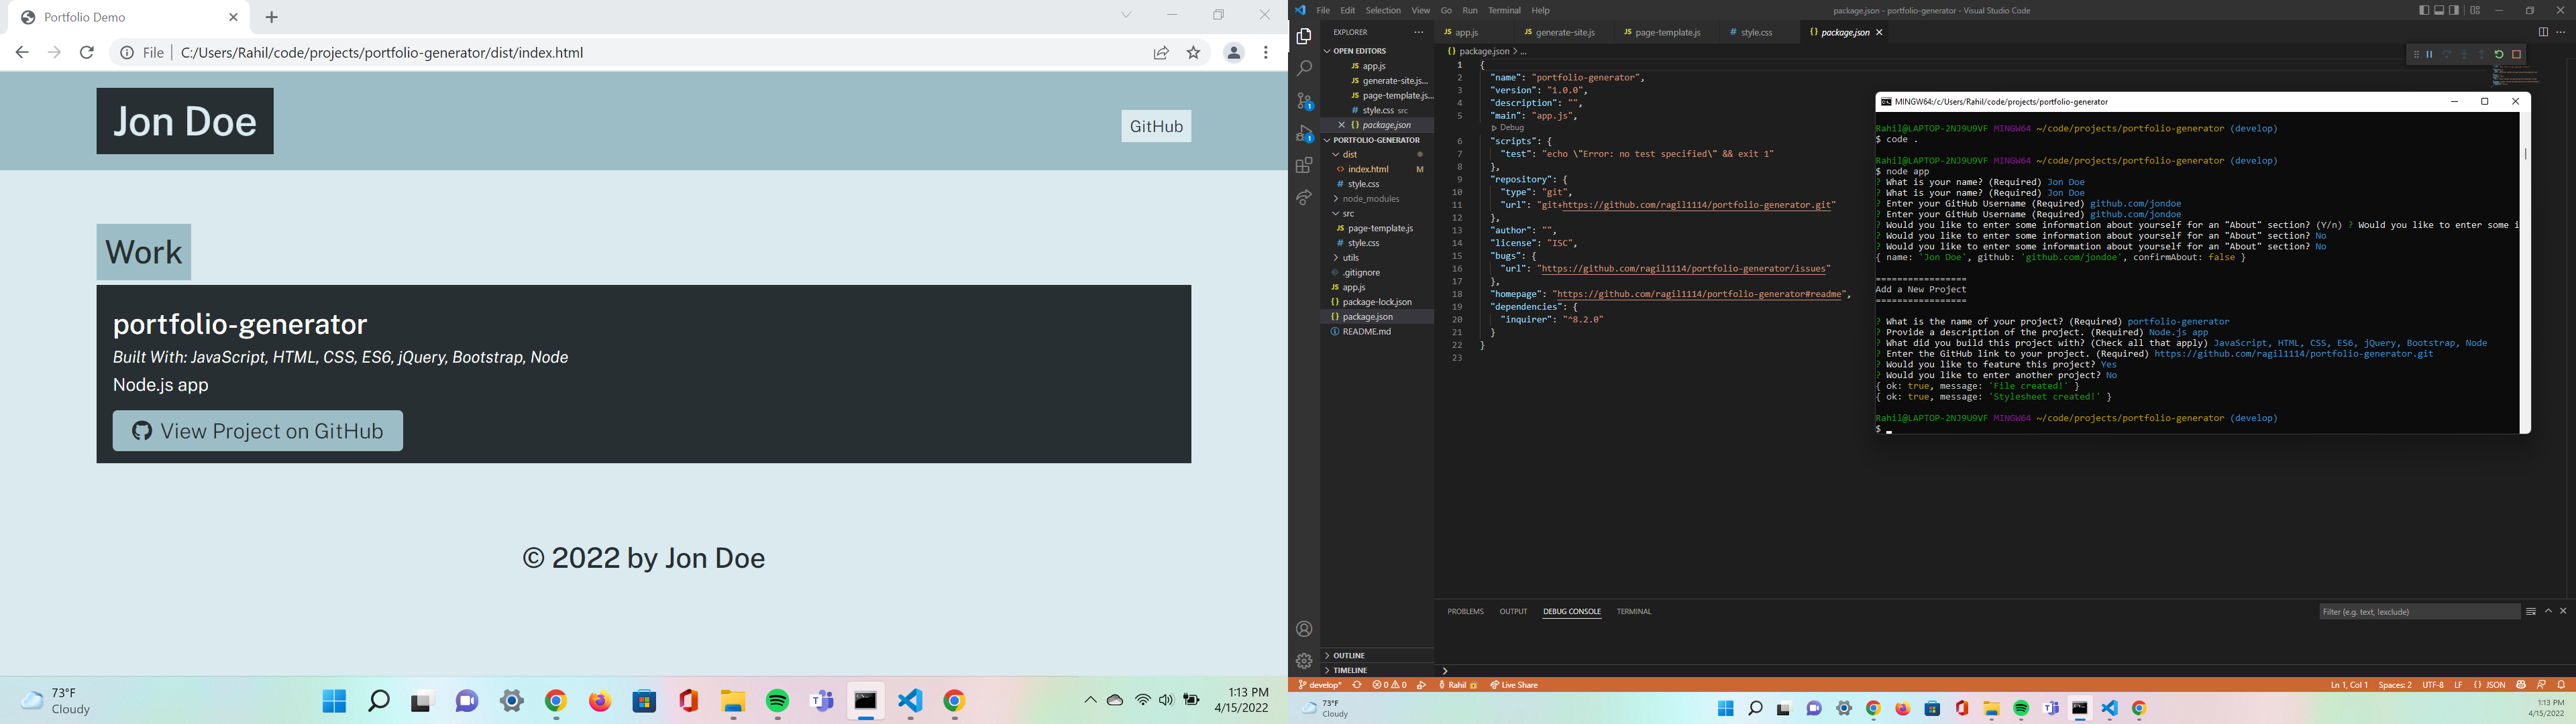 Portfolio Demo
File
C:/Users/Rahil/code/projects/portfolio-generator/dist/index.html
Jon Doe
GitHub
Work
portfolio-generator
Built With: JavaScript, HTML, CSS, ES6, jQuery, Bootstrap, Node
Node.js app
View Project on GitHub
© 2022 by Jon Doe
73°F
Cloudy
1:13 PM
4/15/2022
File Edit Selection View Go Run Terminal Help
package.json - portfolio-generator - Visual Studio Code
EXPLORER
OPEN EDITORS
JS app.js
JS generate-site.js...
JS page-template.js...
# style.css src
{} package.json
PORTFOLIO-GENERATOR
dist
<> index.html M
# style.css
node_modules
src
JS page-template.js
# style.css
utils
.gitignore
JS app.js
{} package-lock.json
{} package.json
README.md
OUTLINE
TIMELINE
JS app.js
JS generate-site.js
JS page-template.js
# style.css
{} package.json
{} package.json > ...
1 {
2 "name": "portfolio-generator",
3 "version": "1.0.0",
4 "description": "",
5 "main": "app.js",
Debug
6 "scripts": {
7 "test": "echo \"Error: no test specified\" && exit 1"
8 },
9 "repository": {
10 "type": "git",
11 "url": "git+https://github.com/ragil1114/portfolio-generator.git"
12 },
13 "author": "",
14 "license": "ISC",
15 "bugs": {
16 "url": "https://github.com/ragil1114/portfolio-generator/issues"
17 },
18 "homepage": "https://github.com/ragil1114/portfolio-generator#readme",
19 "dependencies": {
20 "inquirer": "^8.2.0"
21 }
22 }
23
MINGW64:/c/Users/Rahil/code/projects/portfolio-generator
Rahil@LAPTOP-2NJ9U9VF MINGW64 ~/code/projects/portfolio-generator (develop)
$ code .
Rahil@LAPTOP-2NJ9U9VF MINGW64 ~/code/projects/portfolio-generator (develop)
$ node app
? What is your name? (Required) Jon Doe
? What is your name? (Required) Jon Doe
? Enter your GitHub Username (Required) github.com/jondoe
? Enter your GitHub Username (Required) github.com/jondoe
? Would you like to enter some information about yourself for an "About" section? (Y/n) ? Would you like to enter some i
? Would you like to enter some information about yourself for an "About" section? No
? Would you like to enter some information about yourself for an "About" section? No
{ name: 'Jon Doe', github: 'github.com/jondoe', confirmAbout: false }
=================
Add a New Project
=================
? What is the name of your project? (Required) portfolio-generator
? Provide a description of the project. (Required) Node.js app
? What did you build this project with? (Check all that apply) JavaScript, HTML, CSS, ES6, jQuery, Bootstrap, Node
? Enter the GitHub link to your project. (Required) https://github.com/ragil1114/portfolio-generator.git
? Would you like to feature this project? Yes
? Would you like to enter another project? No
{ ok: true, message: 'File created!' }
{ ok: true, message: 'Stylesheet created!' }
Rahil@LAPTOP-2NJ9U9VF MINGW64 ~/code/projects/portfolio-generator (develop)
$
PROBLEMS OUTPUT DEBUG CONSOLE TERMINAL
Filter (e.g. text, !exclude)
develop* 0 0 Rahil Live Share
Ln 1, Col 1 Spaces: 2 UTF-8 LF {} JSON
73°F
Cloudy
1:13 PM
4/15/2022